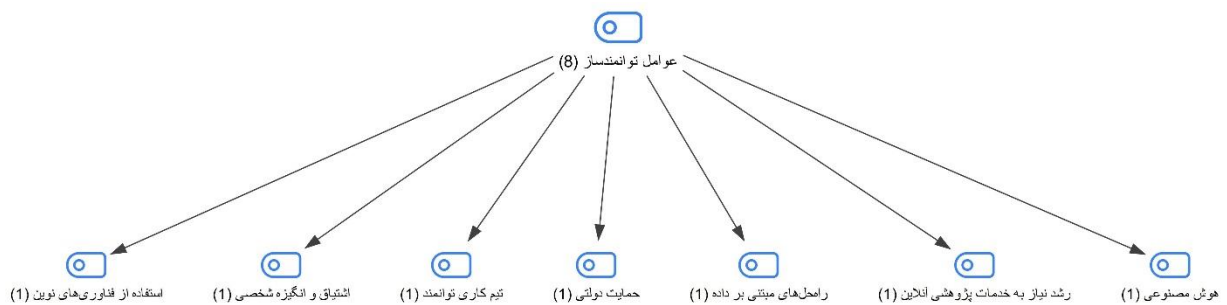 عوامل توانمندساز (8)
هوش مصنوعی (1)
رشد نیاز به خدمات پژوهشی آنلاین (1)
راه‌حل‌های مبتنی بر داده (1)
حمایت دولتی (1)
تیم کاری توانمند (1)
اشتیاق و انگیزه شخصی (1)
استفاده از فناوری‌های نوین (1)